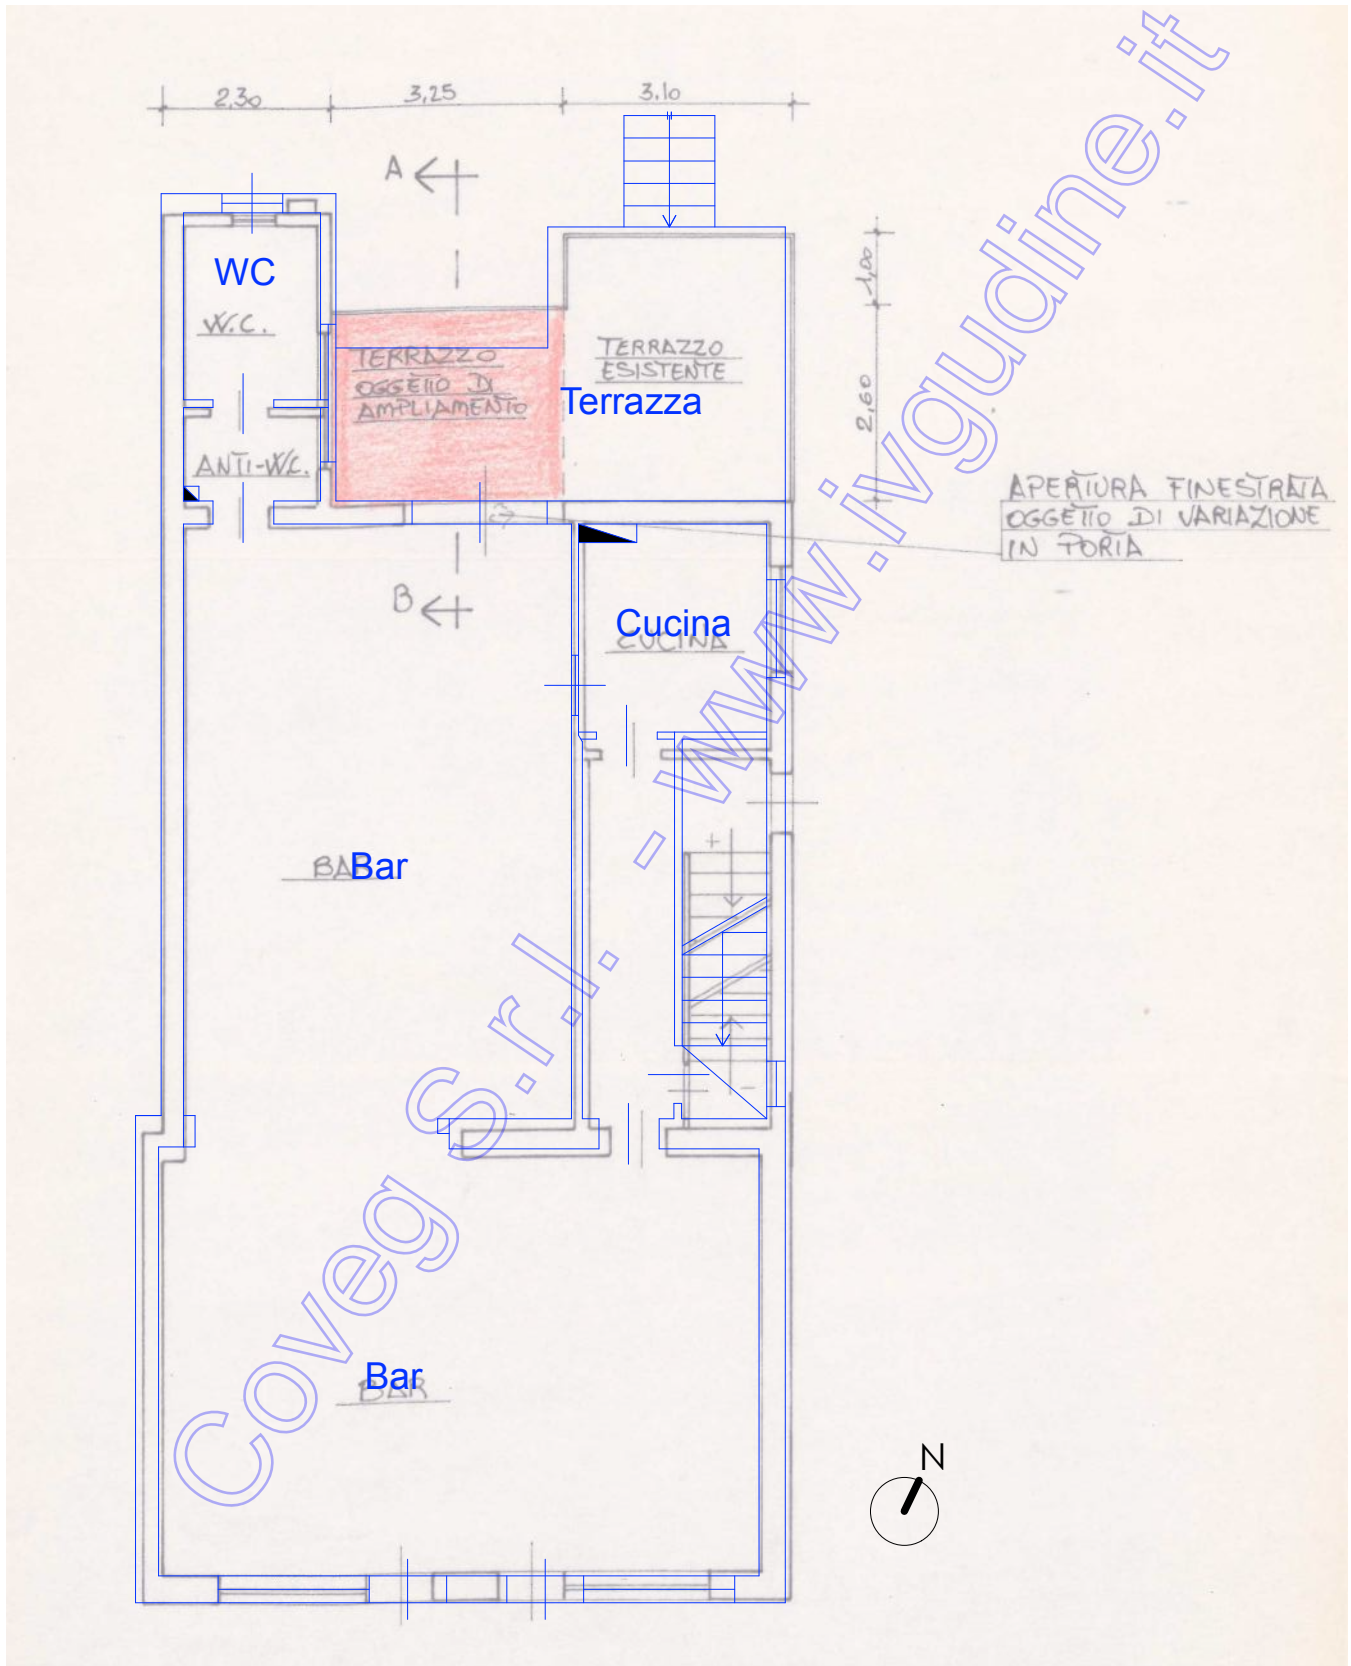 2,30
3,25
3.10
A
1,00
WC
W.C.
TERRAZZO
OGGETTO DI
AMPLIAMENTO
TERRAZZO
ESISTENTE
Terrazza
2,60
ANTI-W.C.
APERTURA FINESTRATA
OGGETTO DI VARIAZIONE
IN PORTA
B
Cucina
CUCINA
+
BAR
Bar
-
Bar
BAR
N
Coveg s.r.l. - www.ivgudine.it